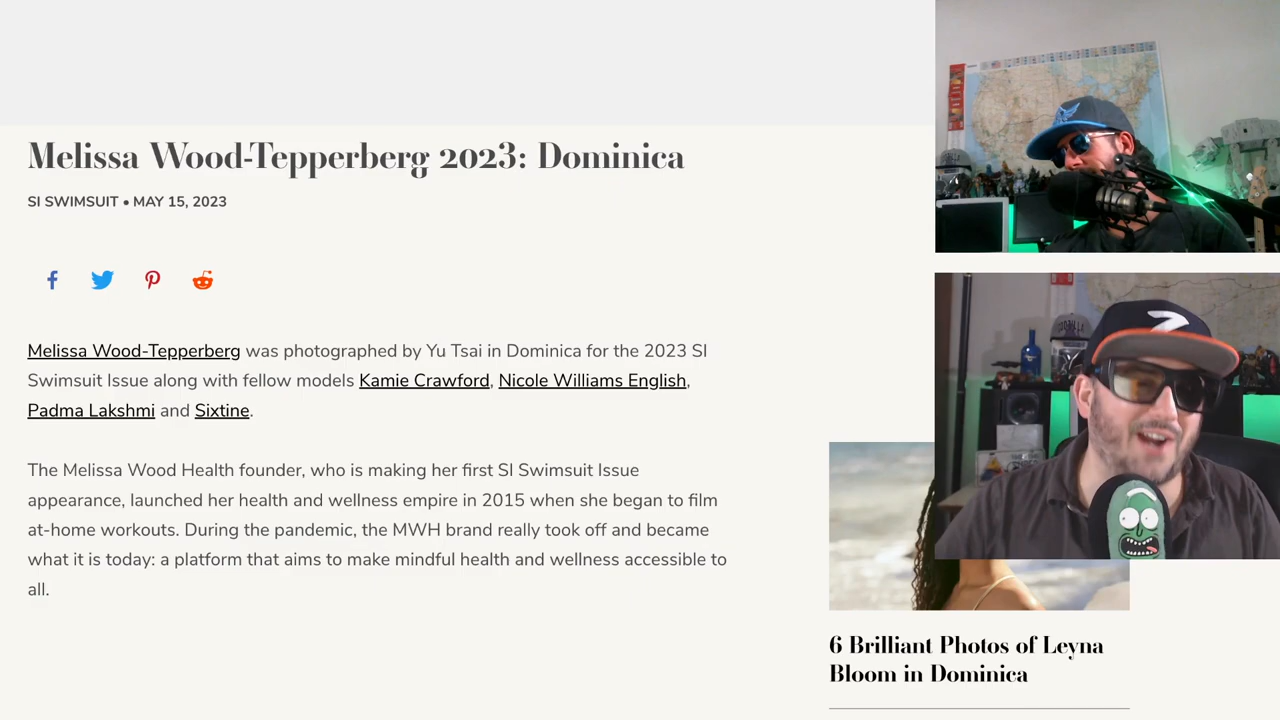 Melissa Wood-Tepperberg 2023: Dominica
SI SWIMSUIT • MAY 15, 2023
Melissa Wood-Tepperberg was photographed by Yu Tsai in Dominica for the 2023 SI
Swimsuit Issue along with fellow models Kamie Crawford, Nicole Williams English,
Padma Lakshmi and Sixtine.
The Melissa Wood Health founder, who is making her first SI Swimsuit Issue
appearance, launched her health and wellness empire in 2015 when she began to film
at-home workouts. During the pandemic, the MWH brand really took off and became
what it is today: a platform that aims to make mindful health and wellness accessible to
all.
6 Brilliant Photos of Leyna
Bloom in Dominica